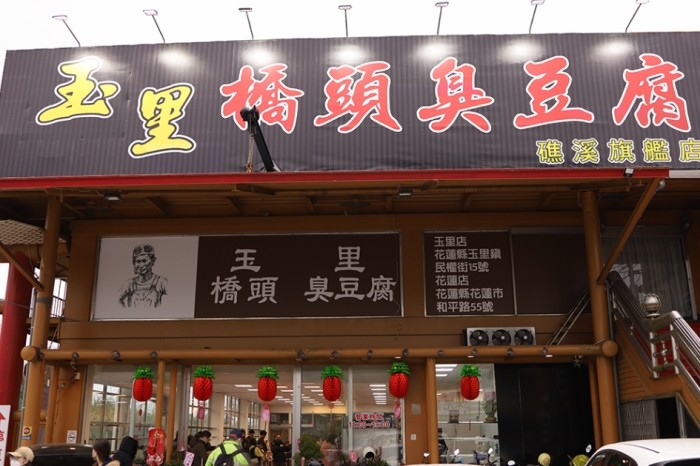 玉里橋頭臭豆腐
礁溪旗艦店
玉里
橋頭 臭豆腐
玉里店
花蓮縣玉里鎮
民權街15號
花蓮店
花蓮縣花蓮市
和平路55號